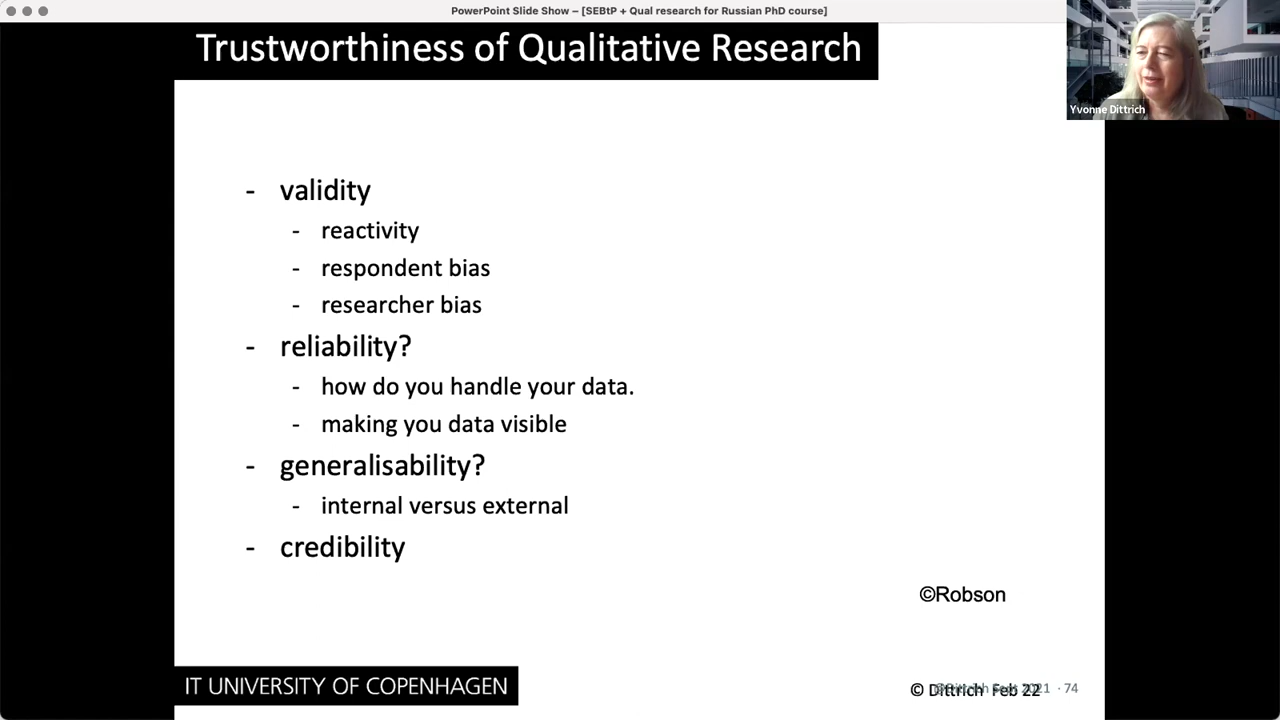 PowerPoint Slide Show – [SEBtP + Qual research for Russian PhD course]
Trustworthiness of Qualitative Research
Yvonne Dittrich
- validity
- reactivity
- respondent bias
- researcher bias
- reliability?
- how do you handle your data.
- making you data visible
- generalisability?
- internal versus external
- credibility
©Robson
IT UNIVERSITY OF COPENHAGEN
© Dittrich Feb 22 2021 · 74